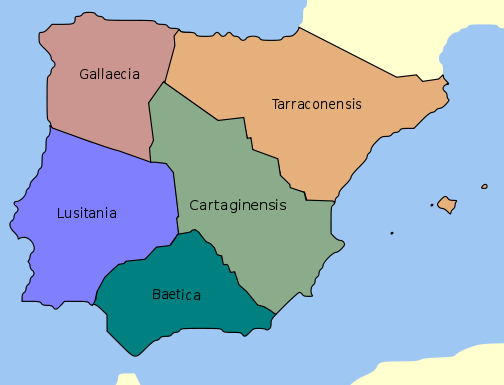 Gallaecia
Tarraconensis
Cartaginensis
Lusitania
Baetica